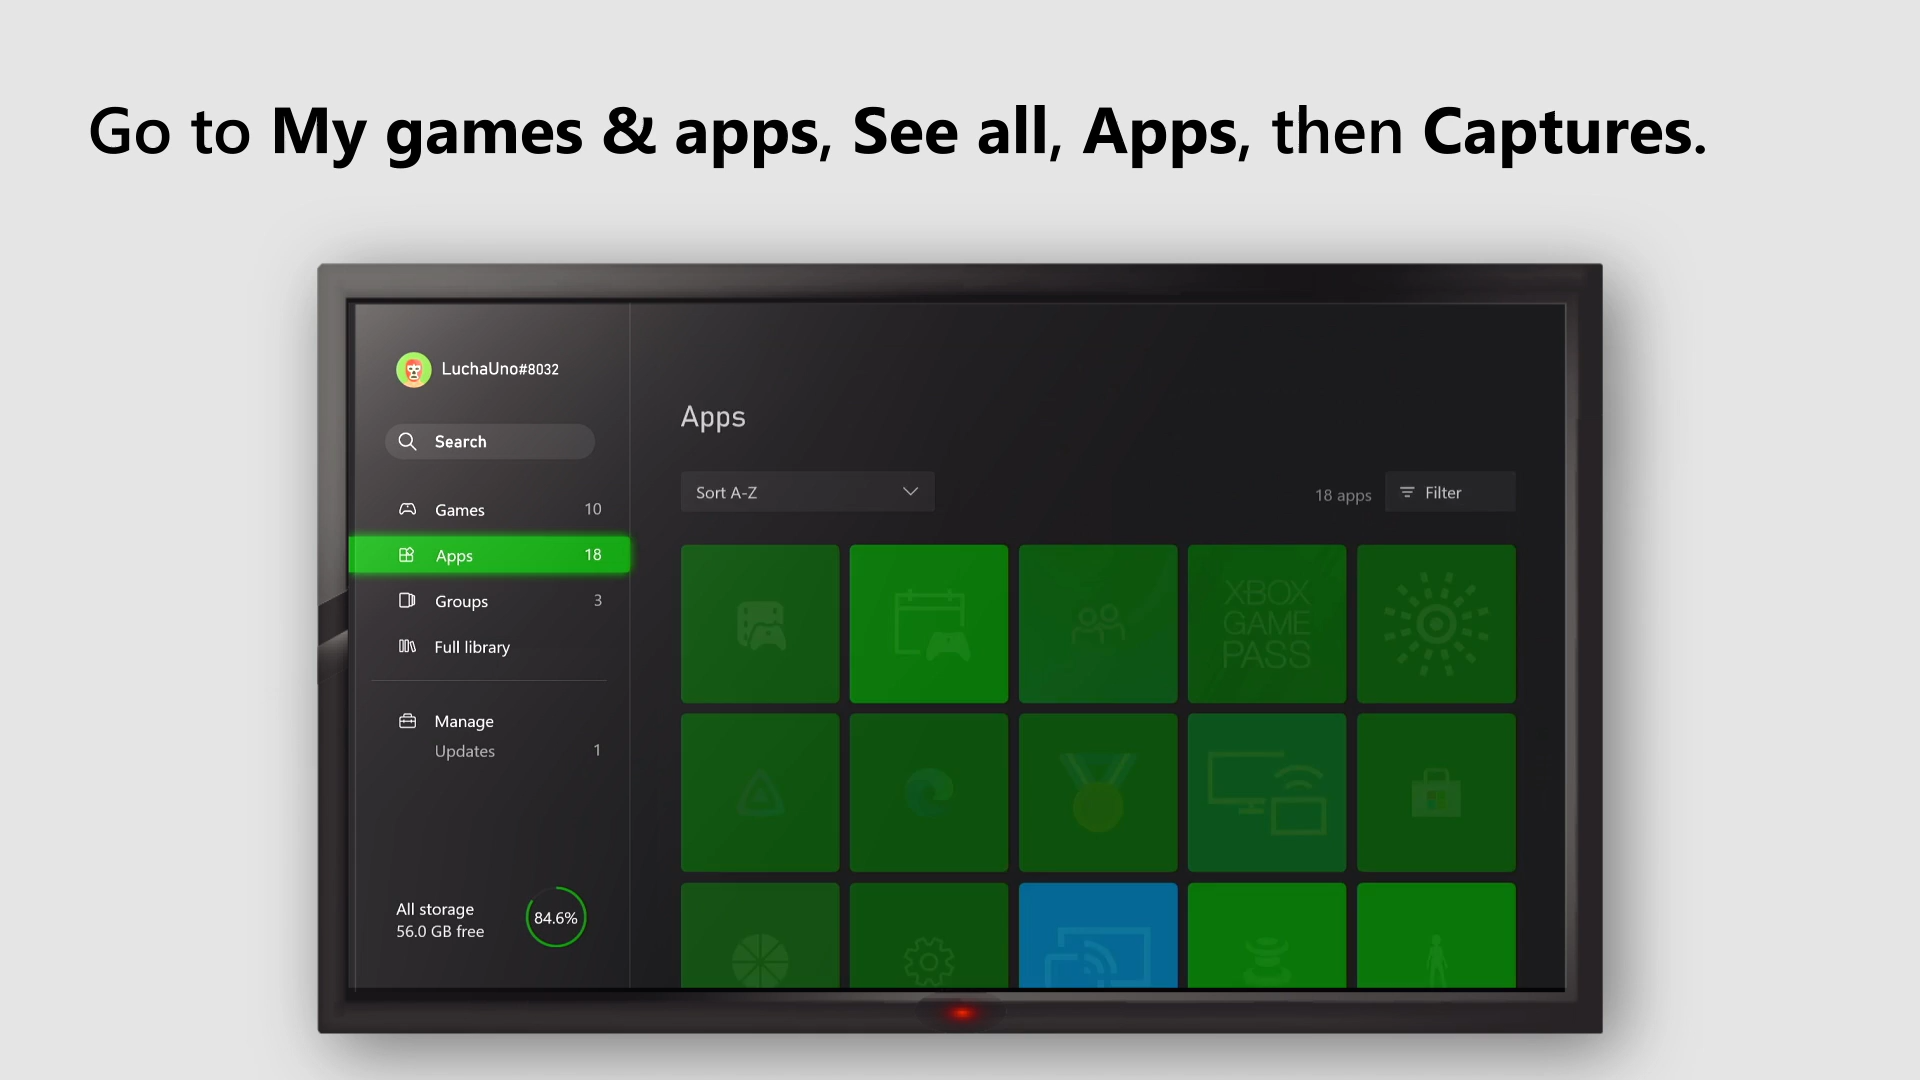 Go to My games & apps, See all, Apps, then Captures.
LuchaUno#8032
Search
Games 10
Apps 18
Groups 3
Full library
Manage
Updates 1
All storage
56.0 GB free
84.6%
Apps
Sort A-Z
18 apps
Filter
XBOX
GAME
PASS